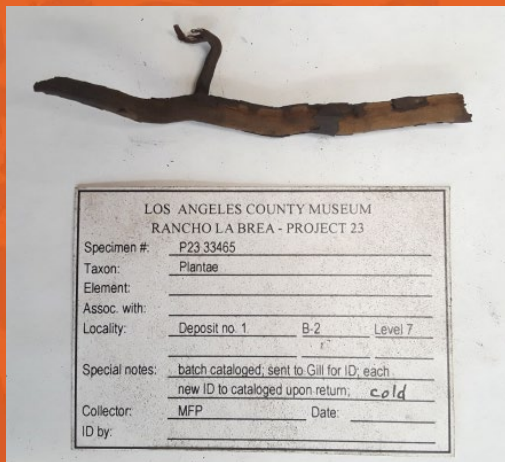 LOS ANGELES COUNTY MUSEUM
RANCHO LA BREA - PROJECT 23
Specimen #: P23 33465
Taxon: Plantae
Element:
Assoc. with:
Locality: Deposit no. 1 B-2 Level 7
Special notes: batch cataloged; sent to Gill for ID; each
new ID to cataloged upon return; cold
Collector: MFP Date:
ID by: